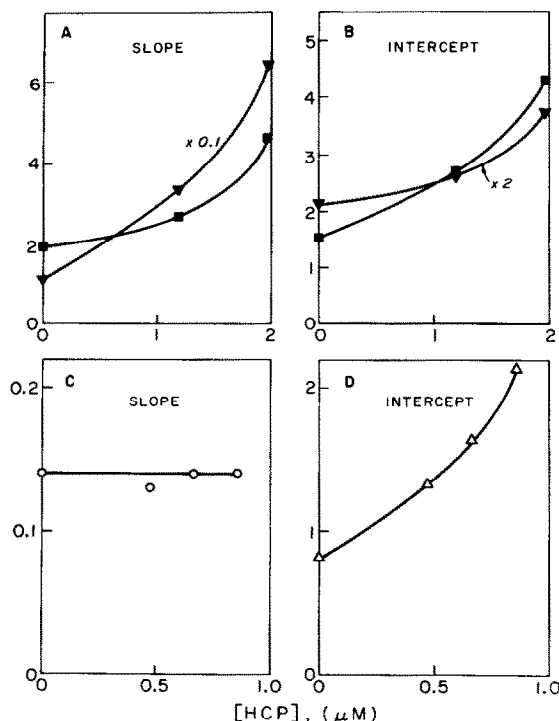 A
SLOPE
x 0.1
6
4
2
0
0
1
2
B
INTERCEPT
x 2
5
4
3
2
1
0
0
1
2
C
SLOPE
0.2
0.1
0
0
0.5
1.0
D
INTERCEPT
2
1
0
0
0.5
1.0
[HCP], (μM)